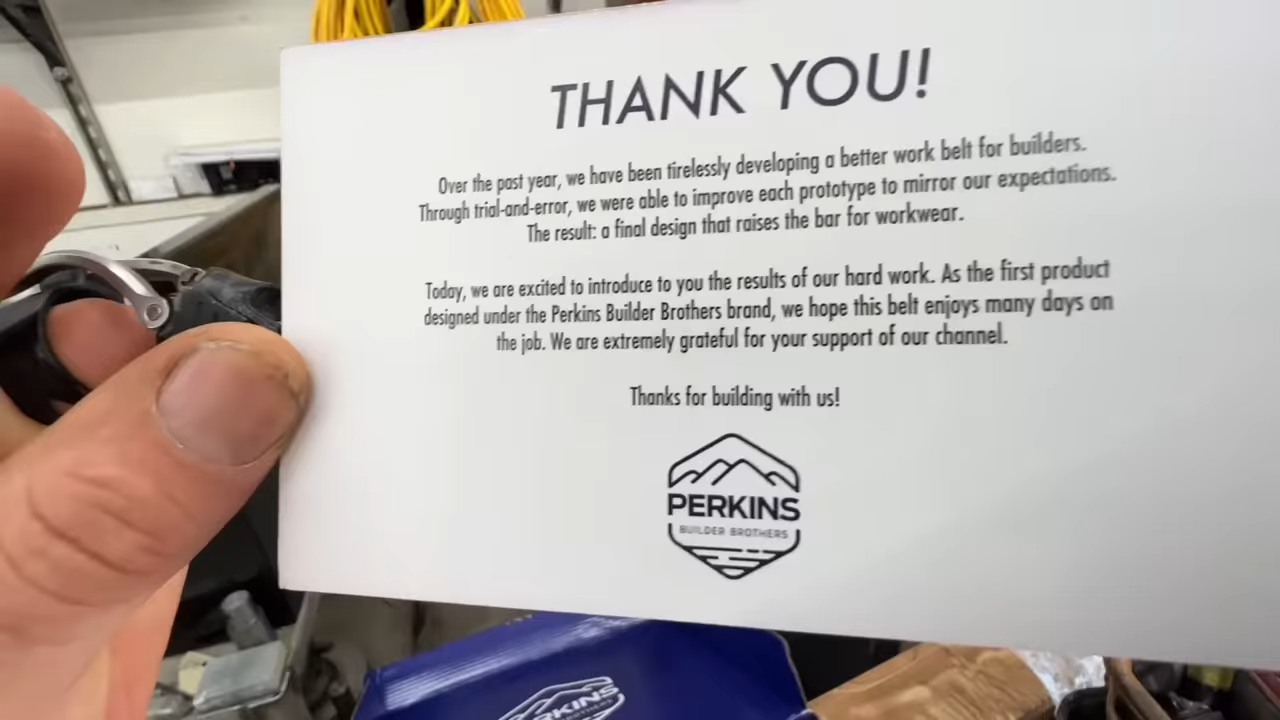 THANK YOU!
Over the past year, we have been tirelessly developing a better work belt for builders.
Through trial-and-error, we were able to improve each prototype to mirror our expectations.
The result: a final design that raises the bar for workwear.
Today, we are excited to introduce to you the results of our hard work. As the first product
designed under the Perkins Builder Brothers brand, we hope this belt enjoys many days on
the job. We are extremely grateful for your support of our channel.
Thanks for building with us!
PERKINS
BUILDER BROTHERS